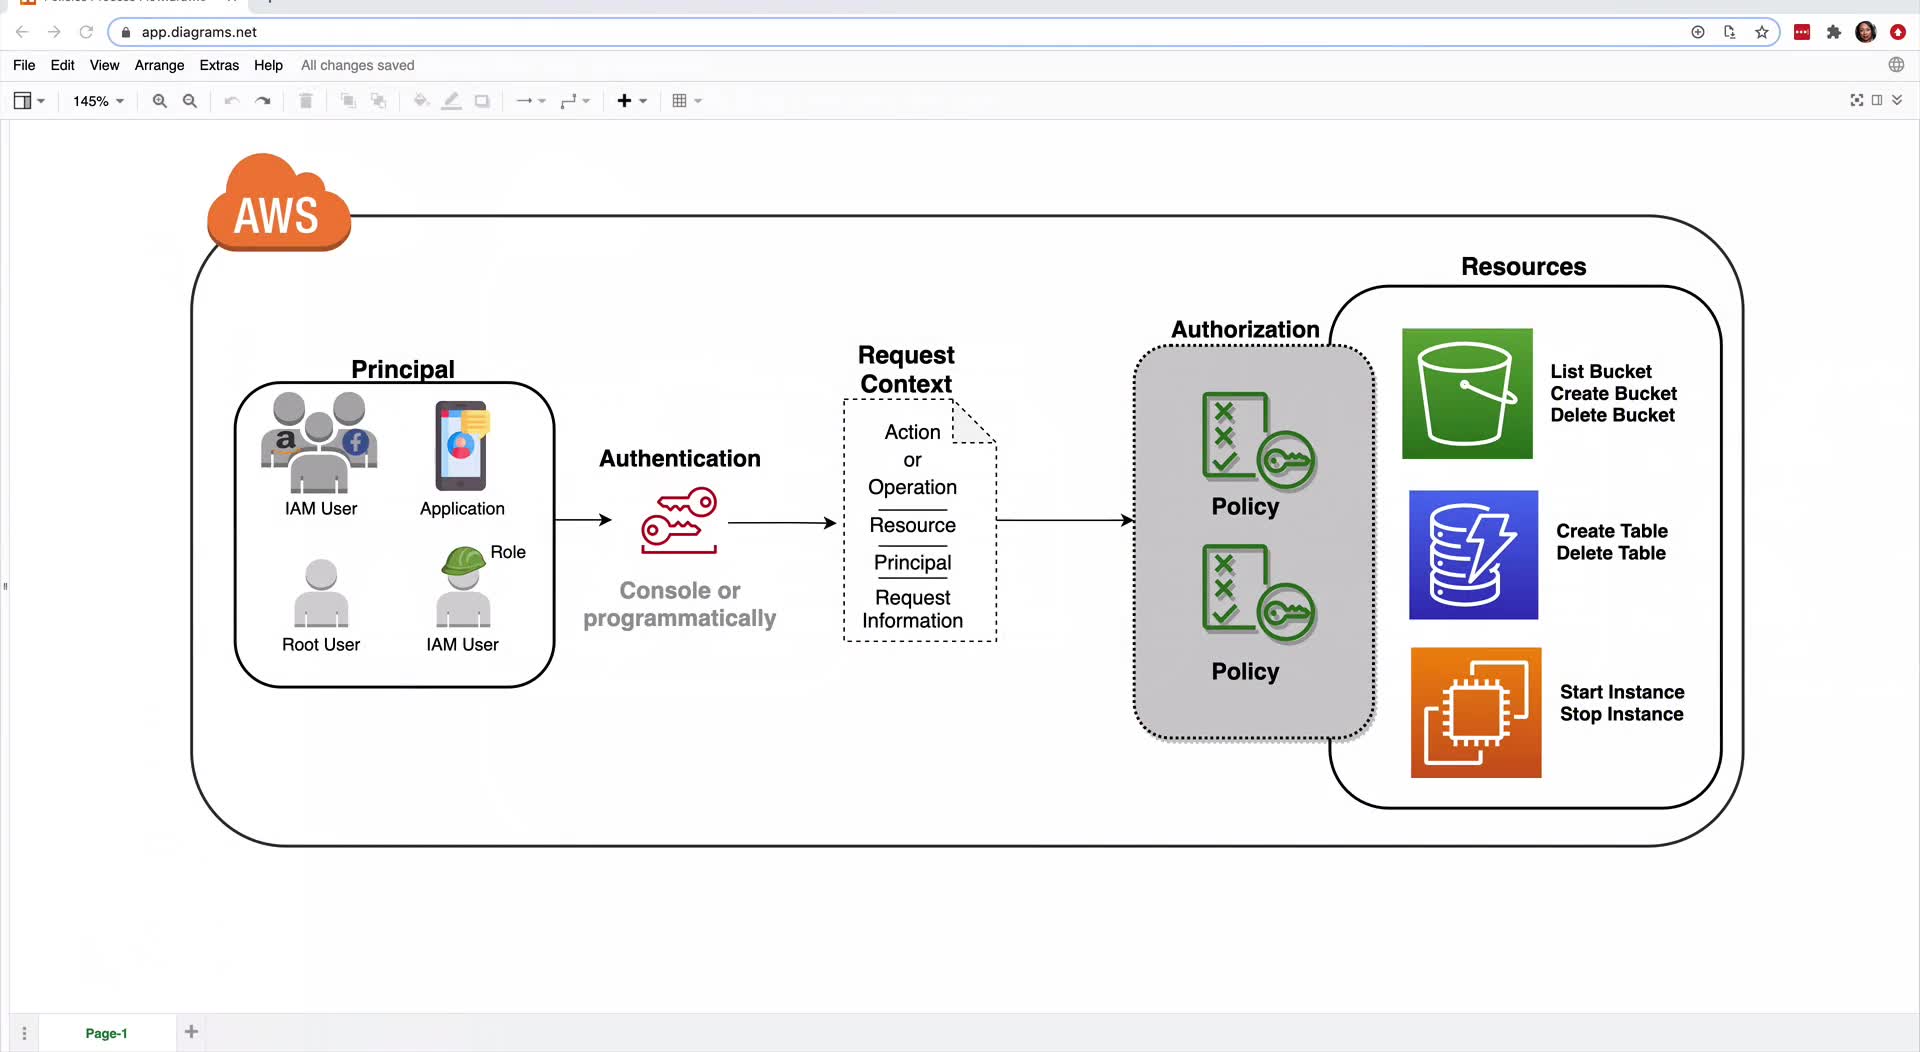 app.diagrams.net
File Edit View Arrange Extras Help All changes saved
145%
AWS
Resources
Authorization
Request
Context
Principal
List Bucket
Create Bucket
Delete Bucket
a
f
IAM User
Application
Authentication
Action
or
Operation
Resource
Principal
Request
Information
Policy
Create Table
Delete Table
Role
Console or
programmatically
Root User
IAM User
Policy
Start Instance
Stop Instance
Page-1